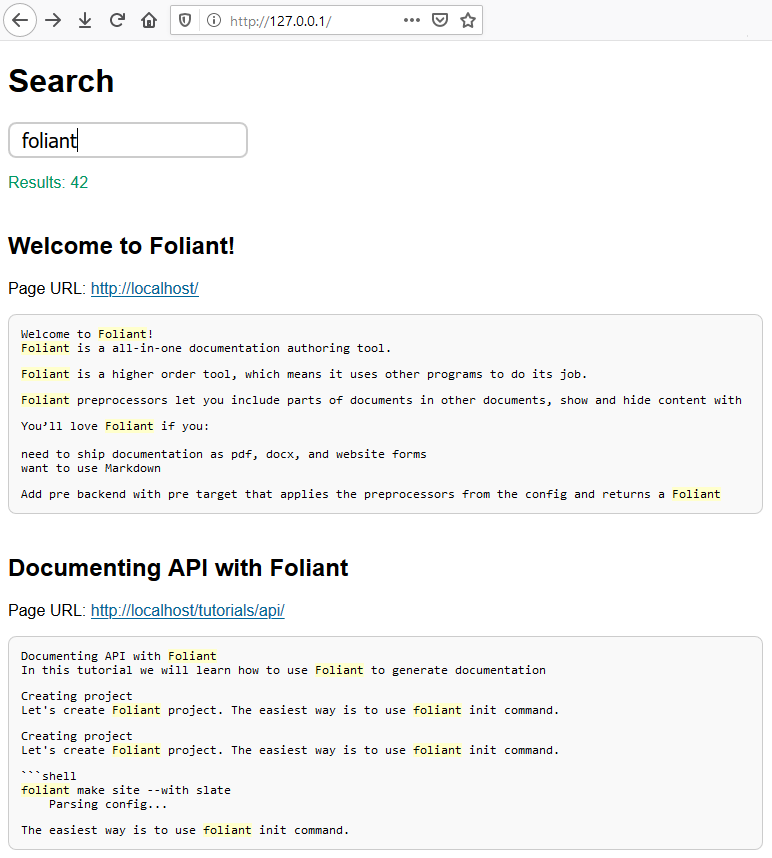 http://127.0.0.1/
Search
foliant
Results: 42
Welcome to Foliant!
Page URL: http://localhost/
Welcome to Foliant!
Foliant is a all-in-one documentation authoring tool.
Foliant is a higher order tool, which means it uses other programs to do its job.
Foliant preprocessors let you include parts of documents in other documents, show and hide content with
You’ll love Foliant if you:
need to ship documentation as pdf, docx, and website forms
want to use Markdown
Add pre backend with pre target that applies the preprocessors from the config and returns a Foliant
Documenting API with Foliant
Page URL: http://localhost/tutorials/api/
Documenting API with Foliant
In this tutorial we will learn how to use Foliant to generate documentation
Creating project
Let's create Foliant project. The easiest way is to use foliant init command.
Creating project
Let's create Foliant project. The easiest way is to use foliant init command.
```shell
foliant make site --with slate
Parsing config...
The easiest way is to use foliant init command.